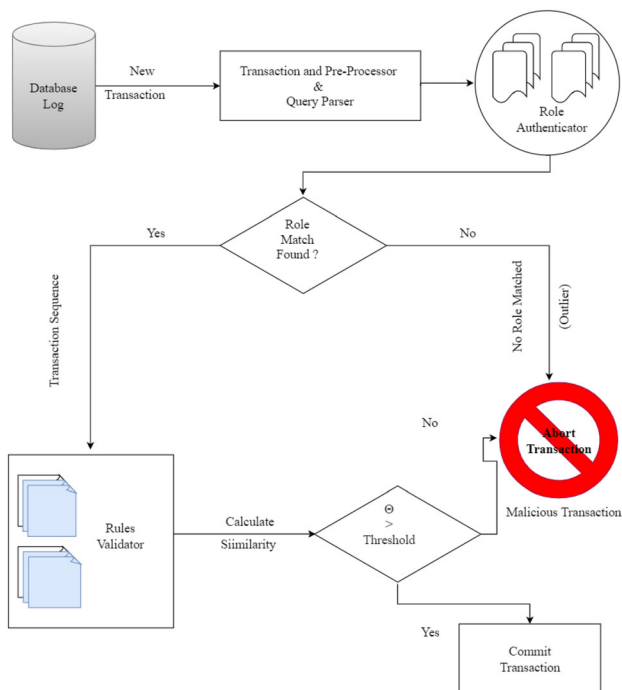 Database
Log
New
Transaction
Transaction and Pre-Processor
&
Query Parser
Role
Authenticator
Role
Match
Found ?
Yes
No
Transaction Sequence
No Role Matched
(Outlier)
Abort
Transaction
Malicious Transaction
No
Rules
Validator
Calculate
Siimilarity
Θ
>
Threshold
Yes
Commit
Transaction